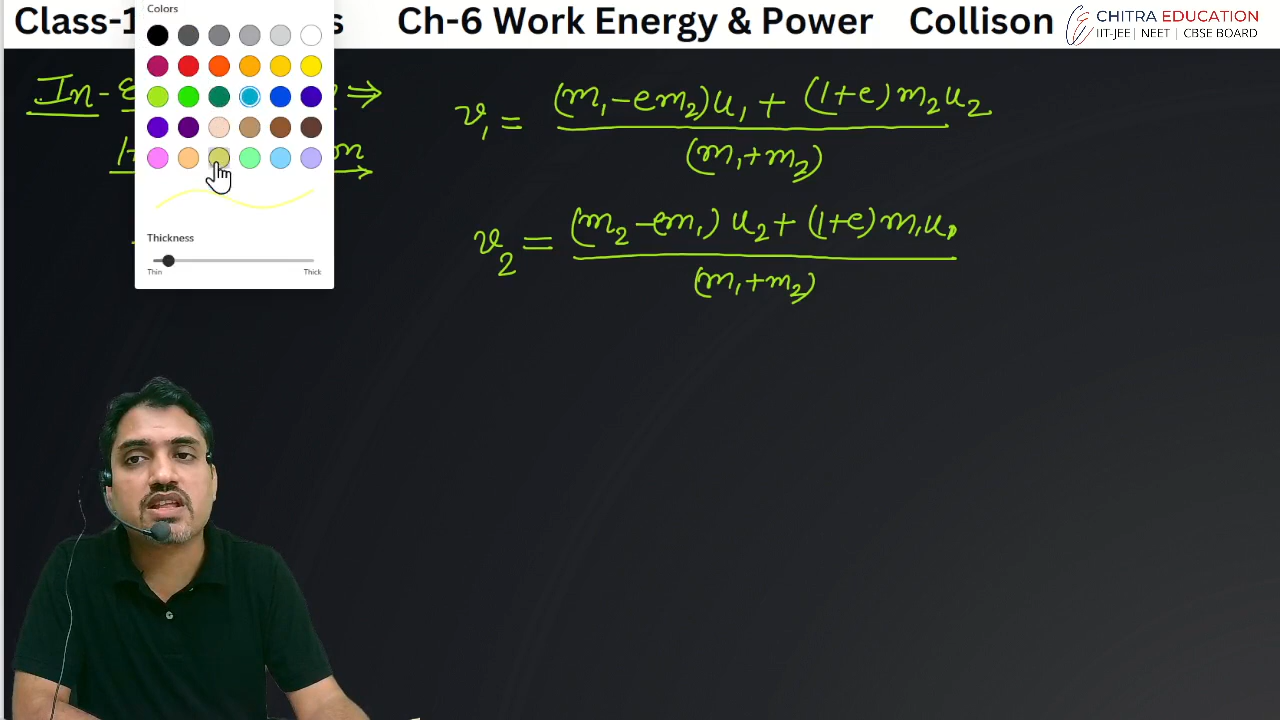 Class-1 s Ch-6 Work Energy & Power Collison
CHITRA EDUCATION
IIT-JEE | NEET | CBSE BOARD
Colors
In-E ⇒
v₁ = (m₁-em₂)u₁ + (1+e)m₂u₂
(m₁+m₂)
v₂ = (m₂-em₁)u₂ + (1+e)m₁u₁
(m₁+m₂)
Thickness
Thin Thick